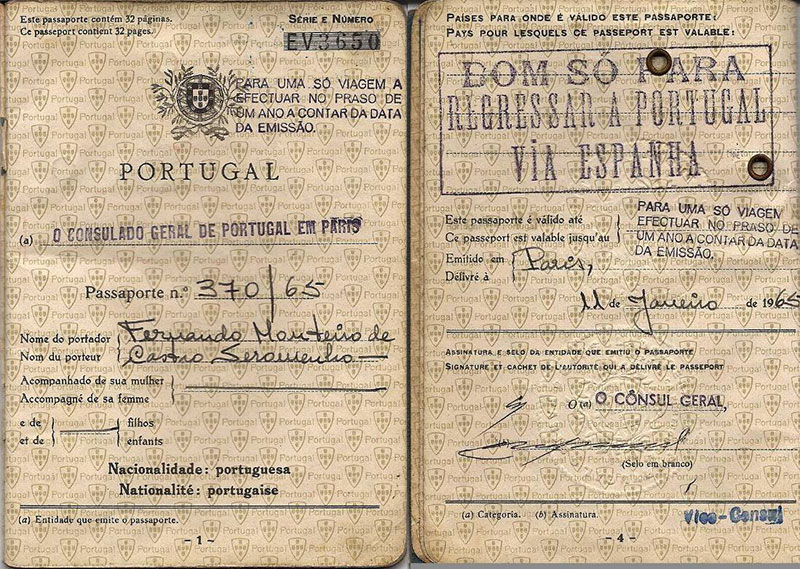 Este passaporte contém 32 páginas.
Ce passeport contient 32 pages.
SÉRIE E NÚMERO
EV3650
PARA UMA SÓ VIAGEM A
EFECTUAR NO PRASO DE
UM ANO A CONTAR DA DATA
DA EMISSÃO.
PORTUGAL
(a) O CONSULADO GERAL DE PORTUGAL EM PARIS
Passaporte n.º 370/65
Nome do portador
Nom du porteur
Fernando Monteiro de
Castro Seromenho
Acompanhado de sua mulher
Accompagné de sa femme
e de
et de
filhos
enfants
Nacionalidade: portuguesa
Nationalité: portugaise
(a) Entidade que emite o passaporte.
- 1 -
PAÍSES PARA ONDE É VÁLIDO ESTE PASSAPORTE:
PAYS POUR LESQUELS CE PASSEPORT EST VALABLE:
BOM SÓ PARA
REGRESSAR A PORTUGAL
VIA ESPANHA
Este passaporte é válido até
Ce passeport est valable jusqu'au
PARA UMA SÓ VIAGEM
EFECTUAR NO PRASO DE
UM ANO A CONTAR DA DATA
DA EMISSÃO.
Emitido em
Délivré à
Paris,
11 de Janeiro de 1965
ASSINATURA E SELO DA ENTIDADE QUE EMITIU O PASSAPORTE
SIGNATURE ET CACHET DE L'AUTORITÉ QUI A DÉLIVRÉ LE PASSEPORT
O (a) O CÔNSUL GERAL,
(Selo em branco)
(a) Categoria. (b) Assinatura.
Vice-Consul
- 4 -